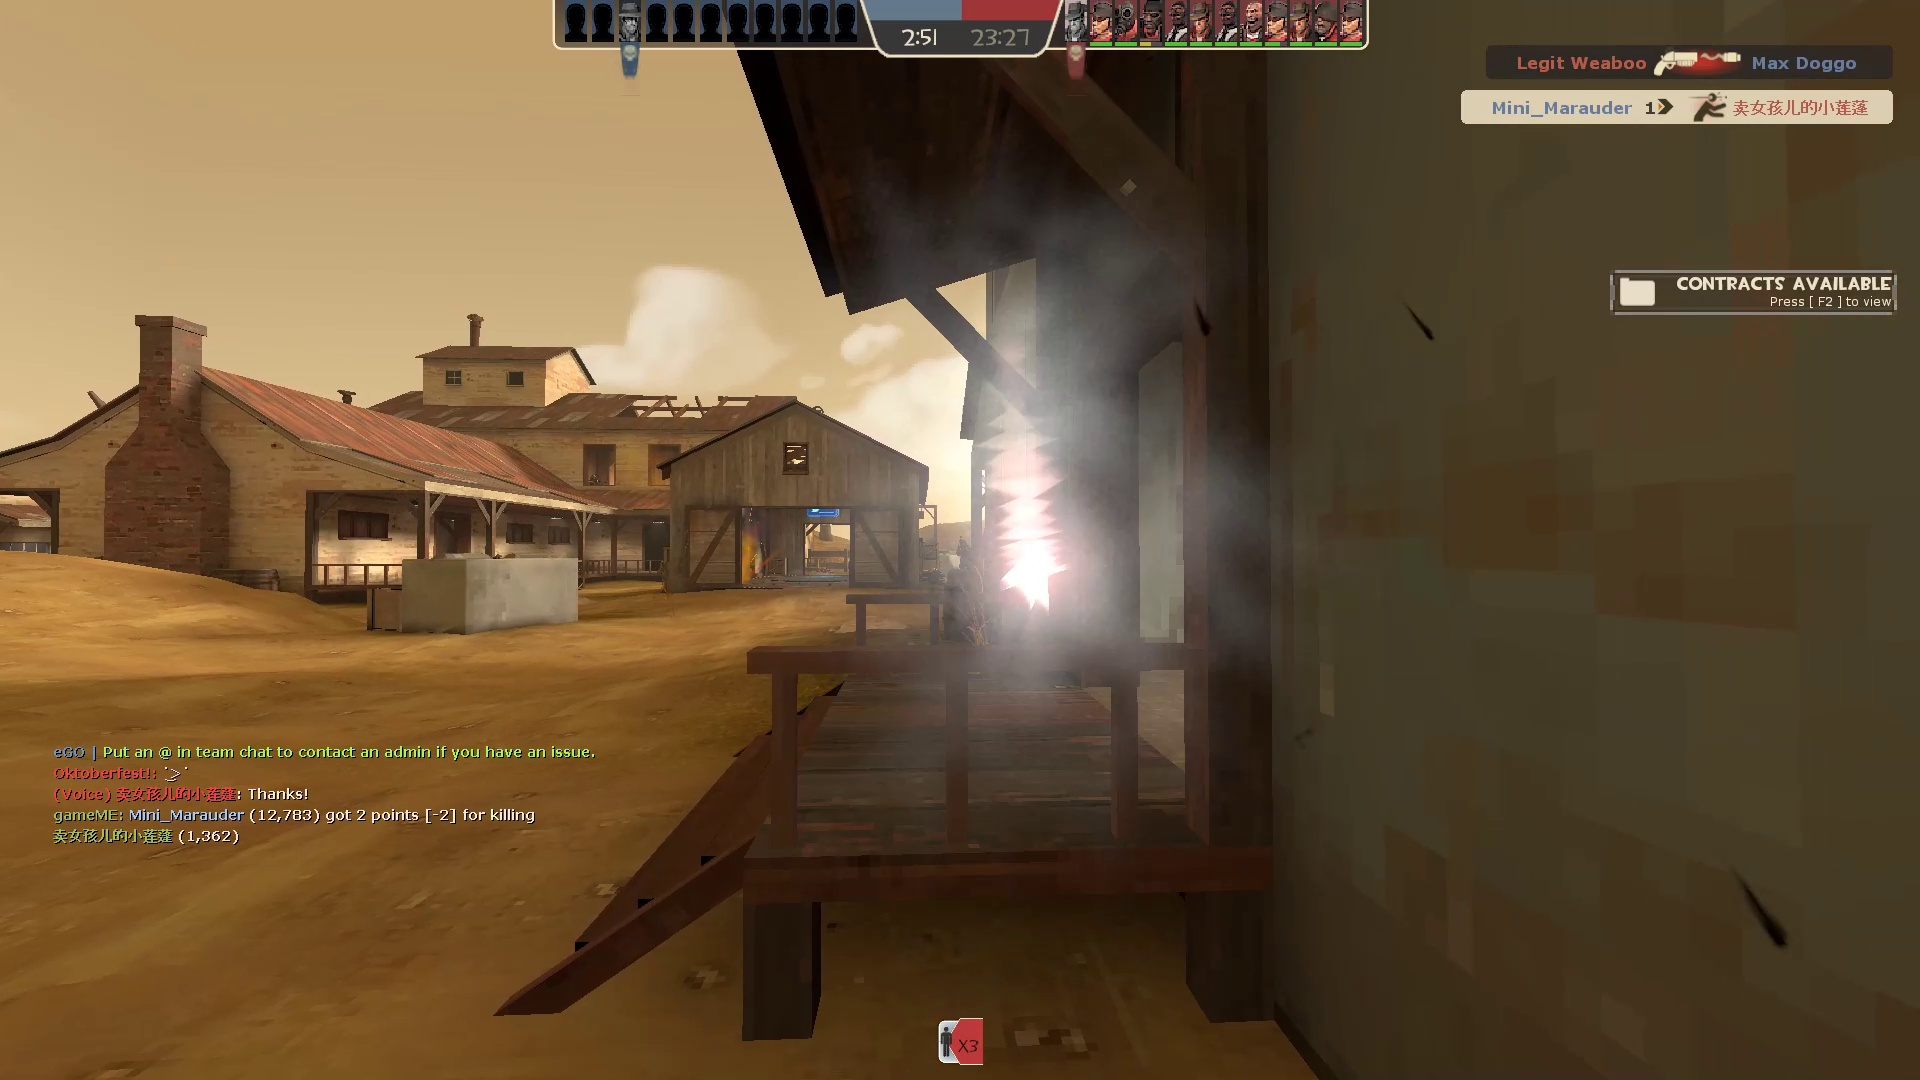 2:51 23:27
Legit Weaboo Max Doggo
Mini_Marauder 1 卖女孩儿的小莲蓬
CONTRACTS AVAILABLE
Press [ F2 ] to view
eGO | Put an @ in team chat to contact an admin if you have an issue.
Oktoberfest!: ˙͜>˙
(Voice) 卖女孩儿的小莲蓬: Thanks!
gameME: Mini_Marauder (12,783) got 2 points [-2] for killing
卖女孩儿的小莲蓬 (1,362)
X3